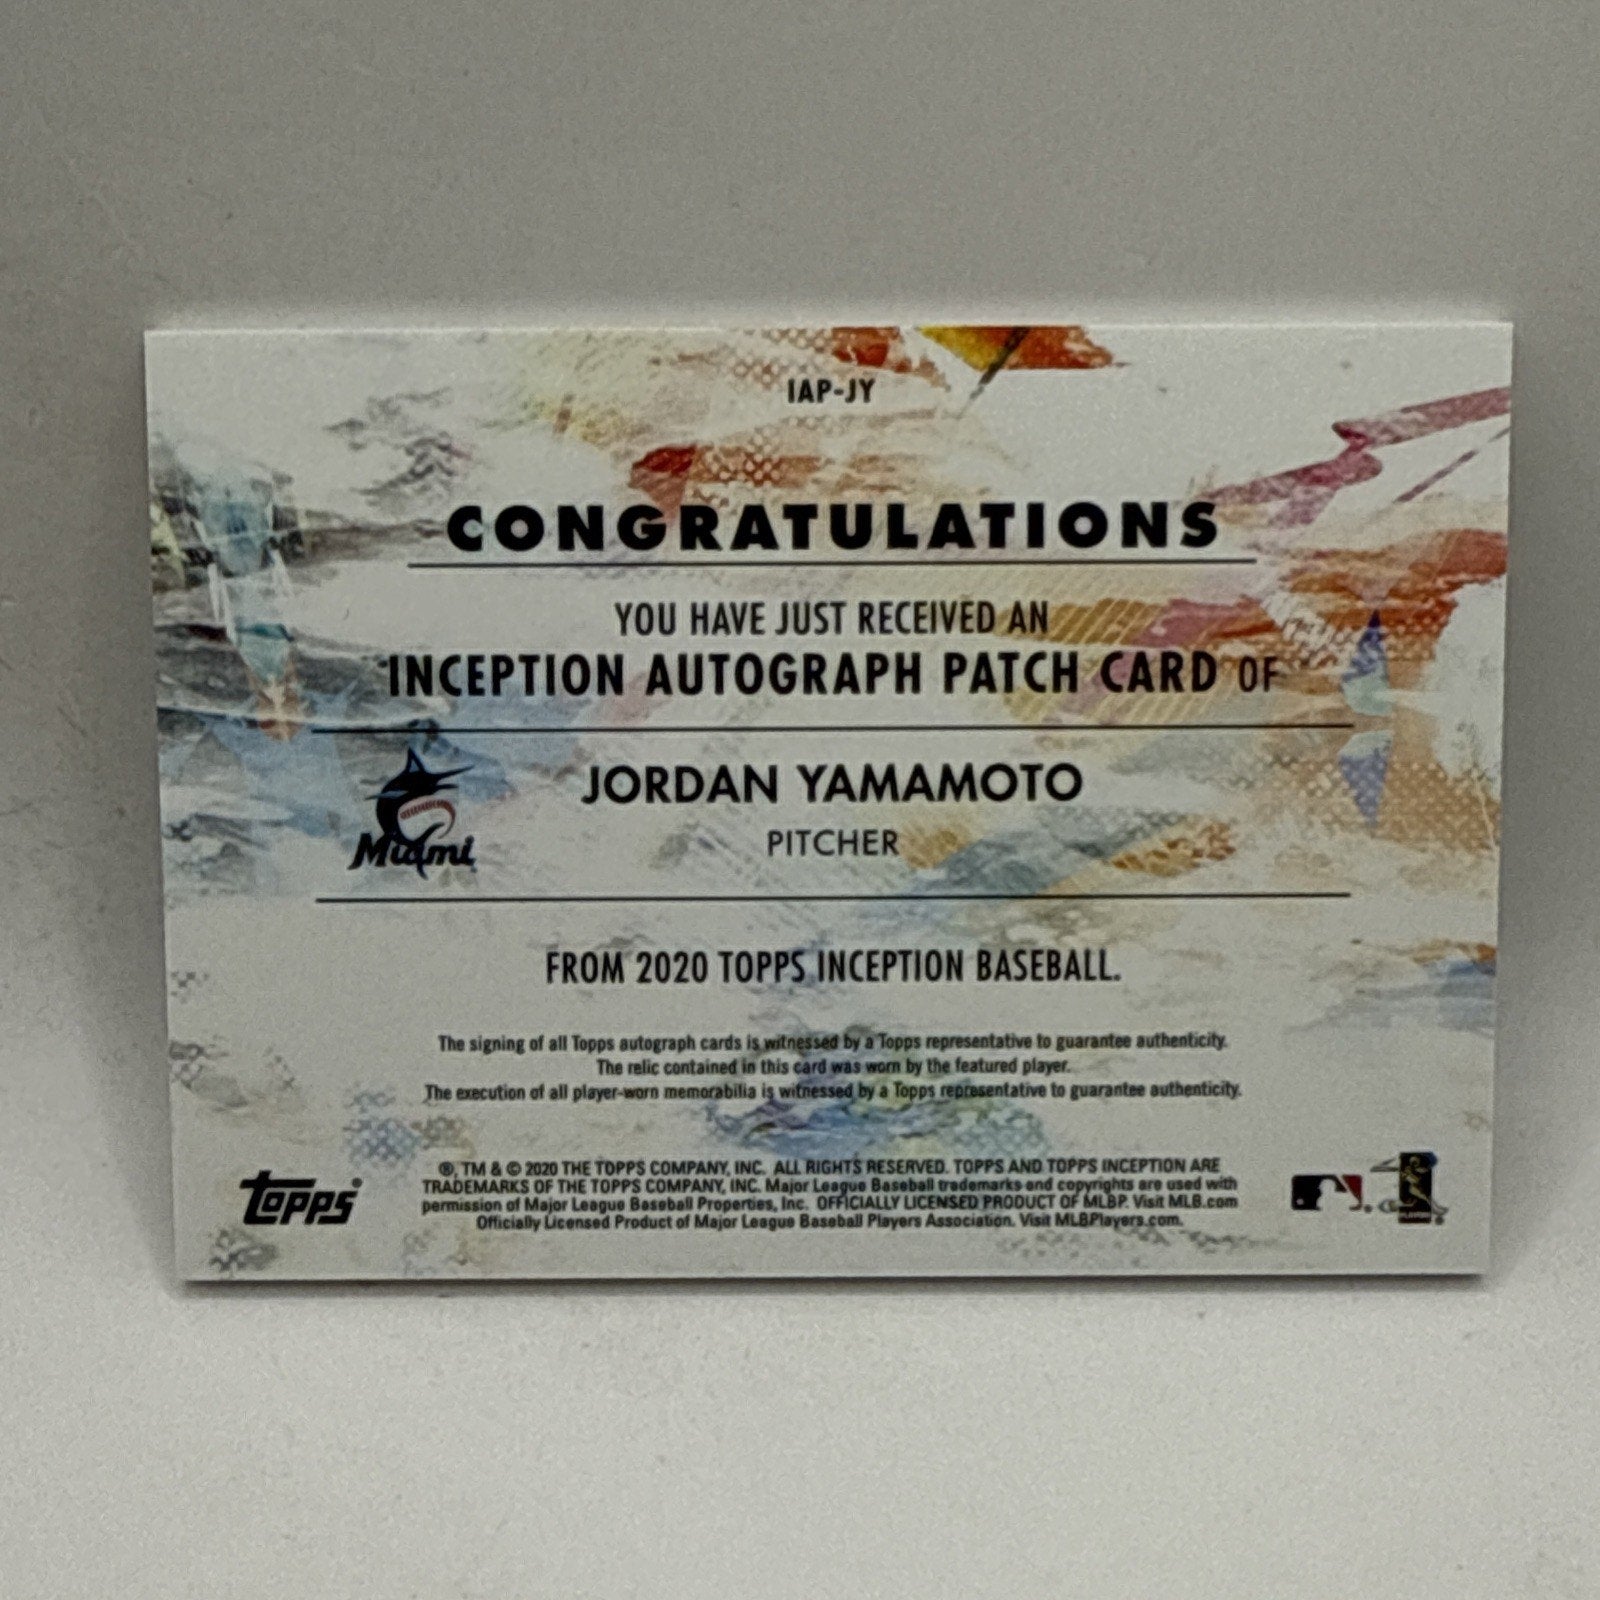 IAP-JY
CONGRATULATIONS
YOU HAVE JUST RECEIVED AN
INCEPTION AUTOGRAPH PATCH CARD OF
Miami
JORDAN YAMAMOTO
PITCHER
FROM 2020 TOPPS INCEPTION BASEBALL.
The signing of all Topps autograph cards is witnessed by a Topps representative to guarantee authenticity.
The relic contained in this card was worn by the featured player.
The execution of all player-worn memorabilia is witnessed by a Topps representative to guarantee authenticity.
topps®
®, TM & © 2020 THE TOPPS COMPANY, INC. ALL RIGHTS RESERVED. TOPPS AND TOPPS INCEPTION ARE
TRADEMARKS OF THE TOPPS COMPANY, INC. Major League Baseball trademarks and copyrights are used with
permission of Major League Baseball Properties, Inc. OFFICIALLY LICENSED PRODUCT OF MLBP. Visit MLB.com
Officially Licensed Product of Major League Baseball Players Association. Visit MLBPlayers.com.